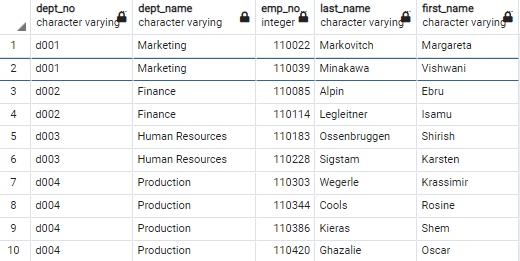 dept_no dept_name emp_no last_name first_name
character varying character varying integer character varying character varying
1 d001 Marketing 110022 Markovitch Margareta
2 d001 Marketing 110039 Minakawa Vishwani
3 d002 Finance 110085 Alpin Ebru
4 d002 Finance 110114 Legleitner Isamu
5 d003 Human Resources 110183 Ossenbruggen Shirish
6 d003 Human Resources 110228 Sigstam Karsten
7 d004 Production 110303 Wegerle Krassimir
8 d004 Production 110344 Cools Rosine
9 d004 Production 110386 Kieras Shem
10 d004 Production 110420 Ghazalie Oscar